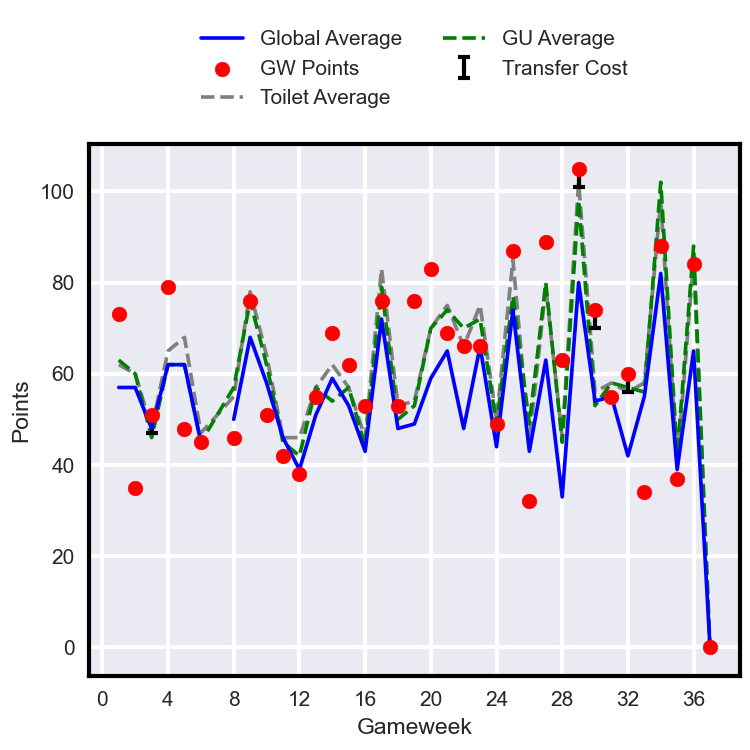 Global Average
GW Points
Toilet Average
GU Average
Transfer Cost
Points
100
80
60
40
20
0
0 4 8 12 16 20 24 28 32 36
Gameweek